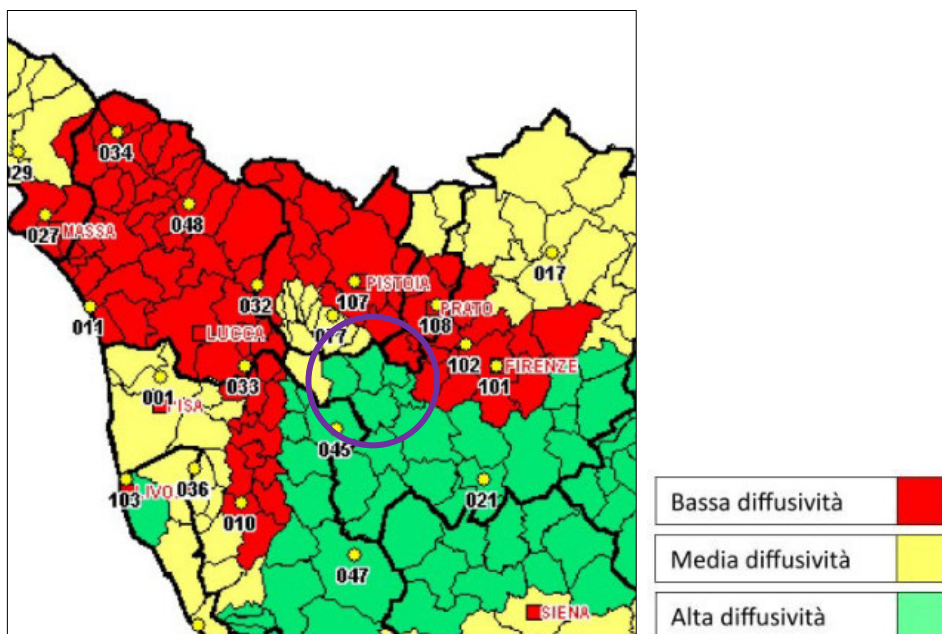 034
029
048
027
MASSA
017
PISTOIA
032
107
PRATO
011
108
LUCCA
102
FIRENZE
033
101
001
PISA
045
036
103
LIVO
021
010
047
SIENA
Bassa diffusività
Media diffusività
Alta diffusività